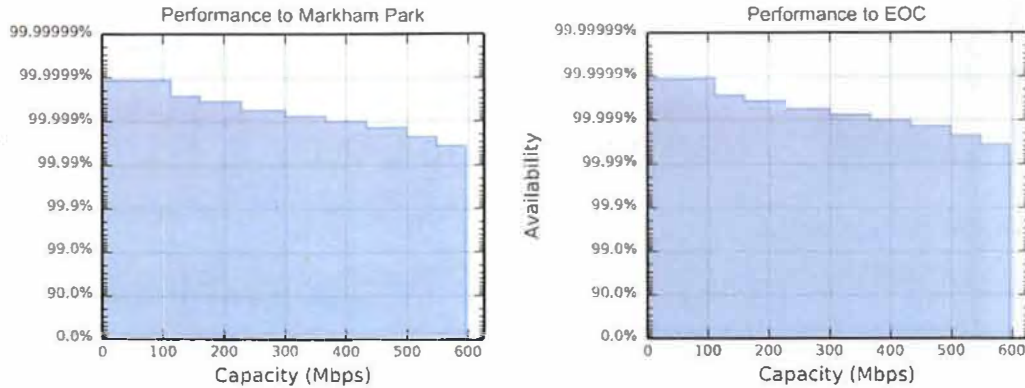 Performance to Markham Park
99.99999%
99.9999%
99.999%
99.99%
99.9%
99.0%
90.0%
0.0%
0 100 200 300 400 500 600
Capacity (Mbps)
Performance to EOC
Availability
99.99999%
99.9999%
99.999%
99.99%
99.9%
99.0%
90.0%
0.0%
0 100 200 300 400 500 600
Capacity (Mbps)